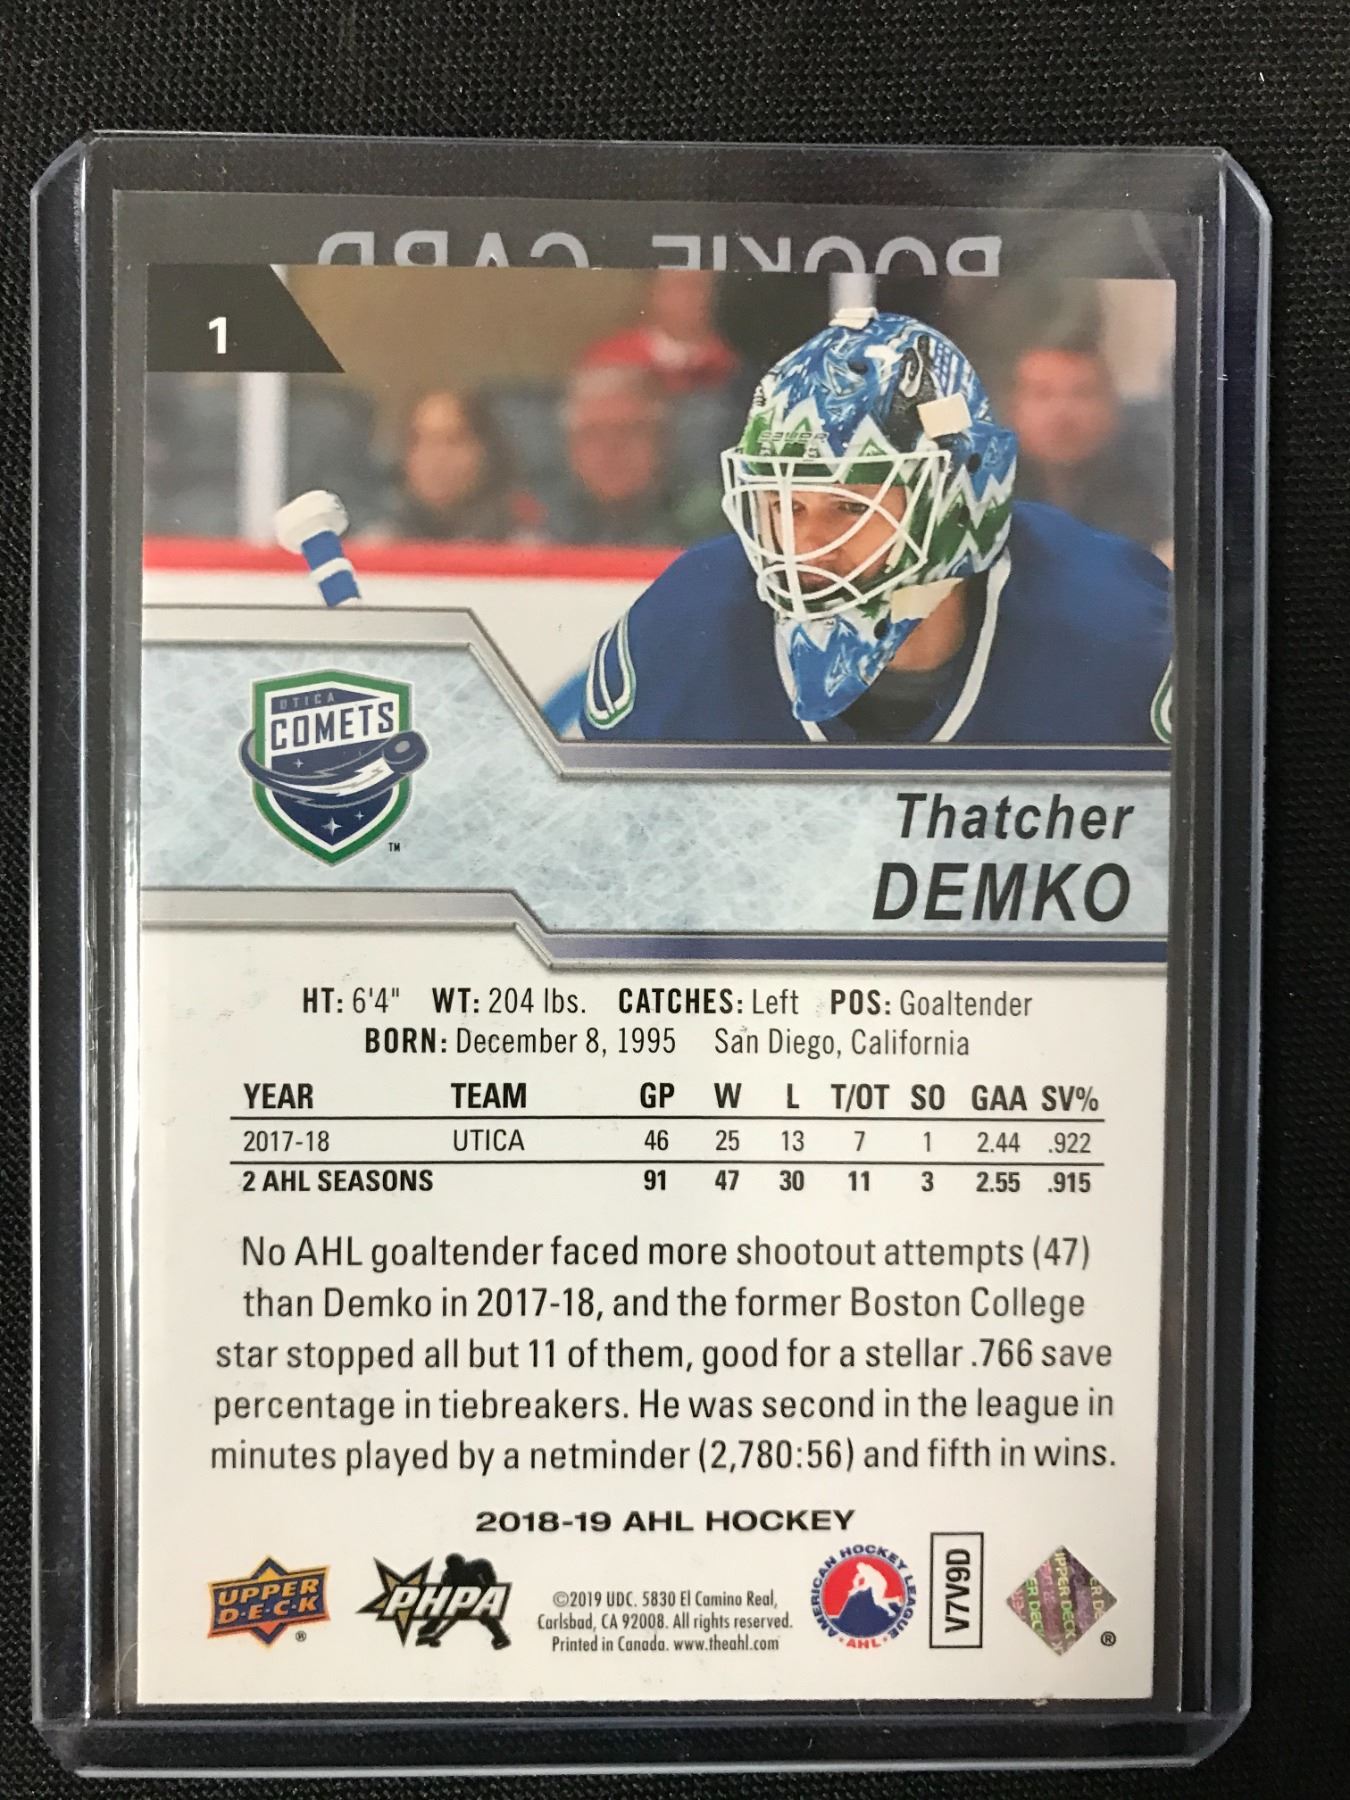 ROOKIE CARD
1
BAUER
UTICA
COMETS
TM
Thatcher
DEMKO
HT: 6'4" WT: 204 lbs. CATCHES: Left POS: Goaltender
BORN: December 8, 1995 San Diego, California
YEAR TEAM GP W L T/OT SO GAA SV%
2017-18 UTICA 46 25 13 7 1 2.44 .922
2 AHL SEASONS 91 47 30 11 3 2.55 .915
No AHL goaltender faced more shootout attempts (47)
than Demko in 2017-18, and the former Boston College
star stopped all but 11 of them, good for a stellar .766 save
percentage in tiebreakers. He was second in the league in
minutes played by a netminder (2,780:56) and fifth in wins.
2018-19 AHL HOCKEY
UPPER
D·E·C·K
®
PHPA
©2019 UDC. 5830 El Camino Real,
Carlsbad, CA 92008. All rights reserved.
Printed in Canada. www.theahl.com
AMERICAN HOCKEY LEAGUE
·AHL·
V7V9D
UPPER DECK
®